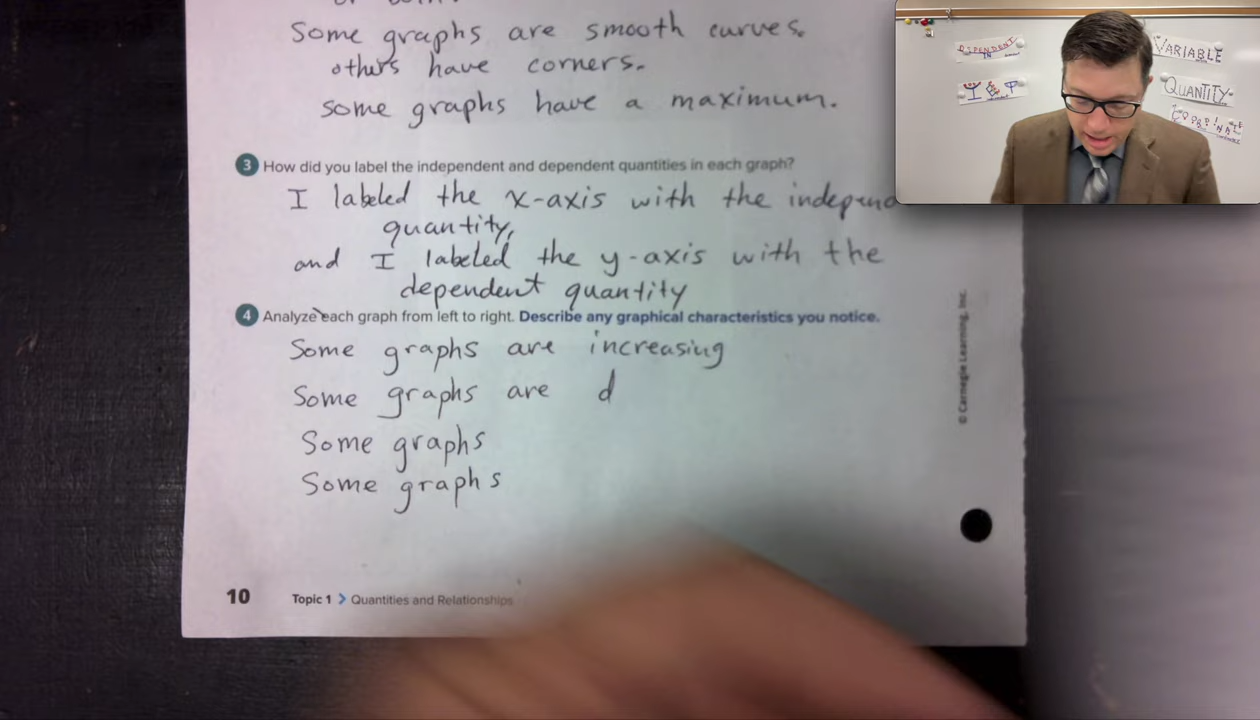 Some graphs are smooth curves.
others have corners.
some graphs have a maximum.
3 How did you label the independent and dependent quantities in each graph?
I labeled the x-axis with the
quantity,
and I labeled the y-axis with the
dependent quantity
4 Analyze each graph from left to right. Describe any graphical characteristics you notice.
Some graphs are increasing
Some graphs are d
Some graphs
Some graphs
10 Topic 1 > Quantities and Relationships
© Carnegie Learning, Inc.
VARIABLE
QUANTITY